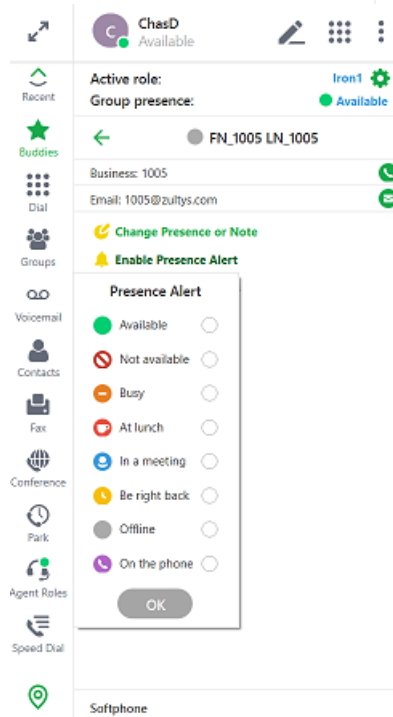 C
ChasD
Available
Active role:
Iron1
Group presence:
Available
Recent
Buddies
Dial
Groups
Voicemail
Contacts
Fax
Conference
Park
Agent Roles
Speed Dial
FN_1005 LN_1005
Business: 1005
Email: 1005@zultys.com
Change Presence or Note
Enable Presence Alert
Presence Alert
Available
Not available
Busy
At lunch
In a meeting
Be right back
Offline
On the phone
OK
Softphone